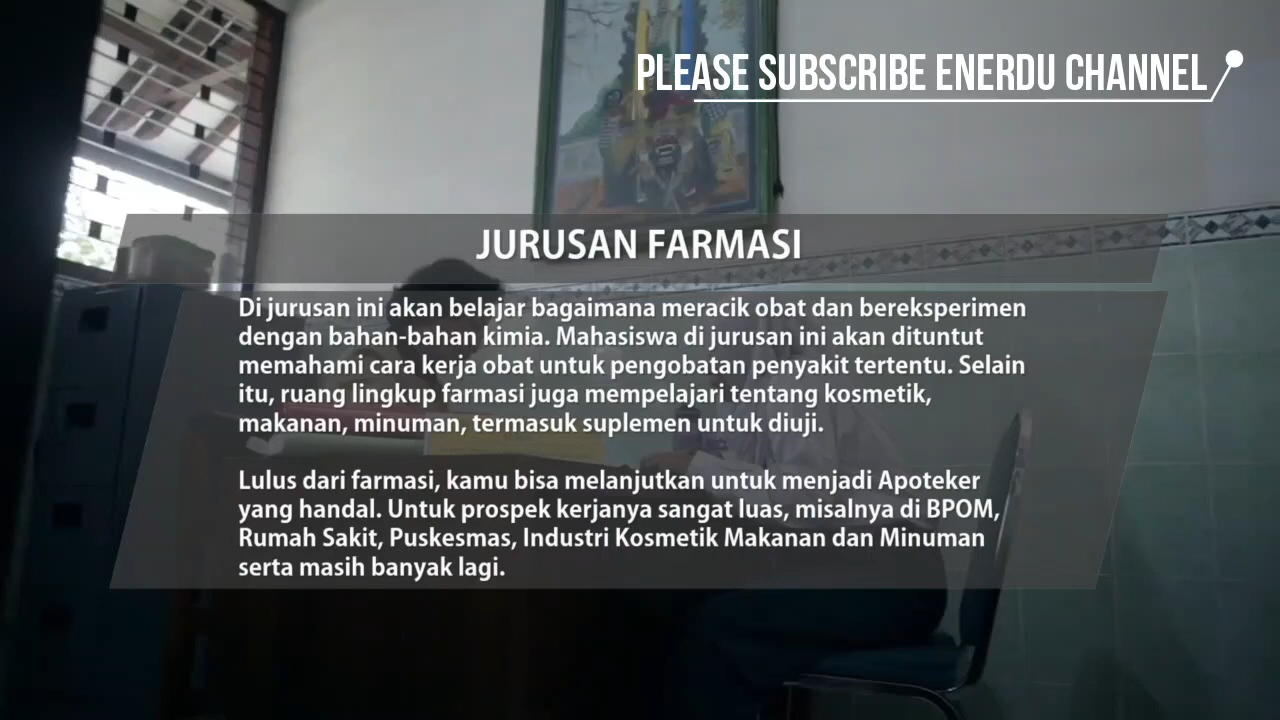 PLEASE SUBSCRIBE ENERDU CHANNEL
JURUSAN FARMASI
Di jurusan ini akan belajar bagaimana meracik obat dan bereksperimen
dengan bahan-bahan kimia. Mahasiswa di jurusan ini akan dituntut
memahami cara kerja obat untuk pengobatan penyakit tertentu. Selain
itu, ruang lingkup farmasi juga mempelajari tentang kosmetik,
makanan, minuman, termasuk suplemen untuk diuji.
Lulus dari farmasi, kamu bisa melanjutkan untuk menjadi Apoteker
yang handal. Untuk prospek kerjanya sangat luas, misalnya di BPOM,
Rumah Sakit, Puskesmas, Industri Kosmetik Makanan dan Minuman
serta masih banyak lagi.